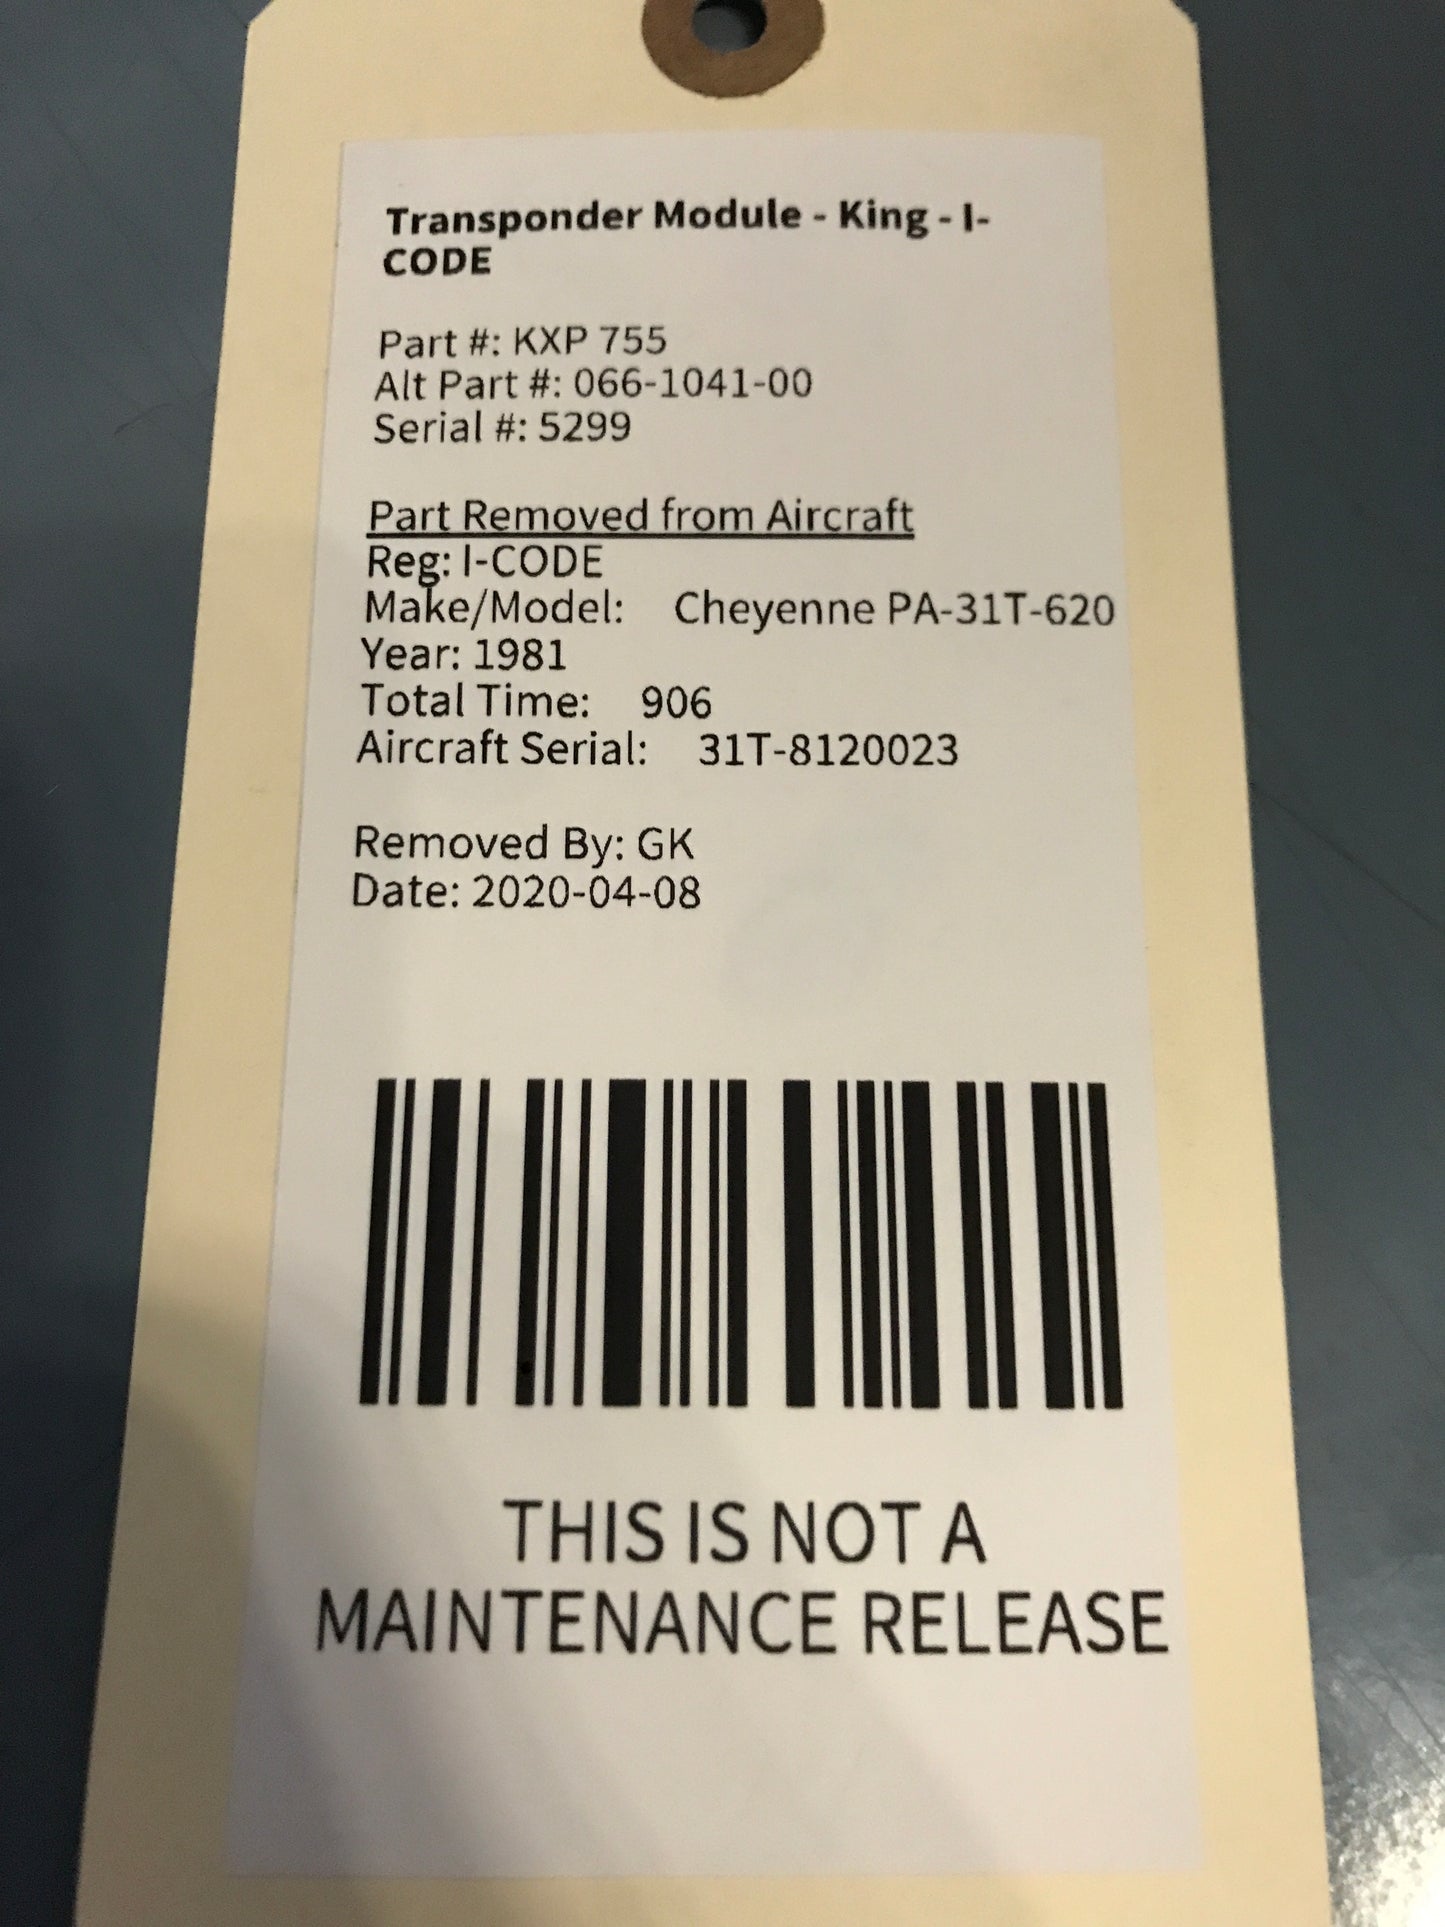 Transponder Module - King - I-
CODE
Part #: KXP 755
Alt Part #: 066-1041-00
Serial #: 5299
Part Removed from Aircraft
Reg: I-CODE
Make/Model: Cheyenne PA-31T-620
Year: 1981
Total Time: 906
Aircraft Serial: 31T-8120023
Removed By: GK
Date: 2020-04-08
THIS IS NOT A
MAINTENANCE RELEASE